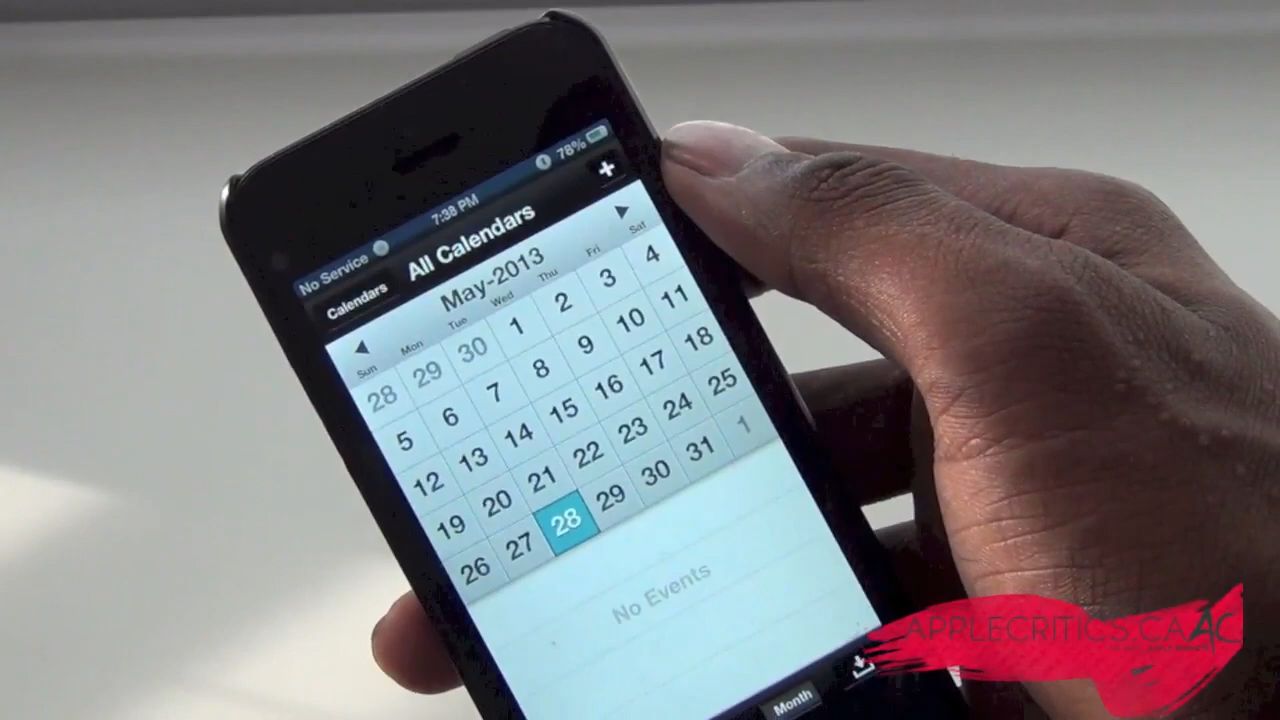 No Service 7:38 PM 78%
Calendars All Calendars +
May-2013
Sun Mon Tue Wed Thu Fri Sat
28 29 30 1 2 3 4
5 6 7 8 9 10 11
12 13 14 15 16 17 18
19 20 21 22 23 24 25
26 27 28 29 30 31 1
No Events
Month
APPLECRITICS.CA AC